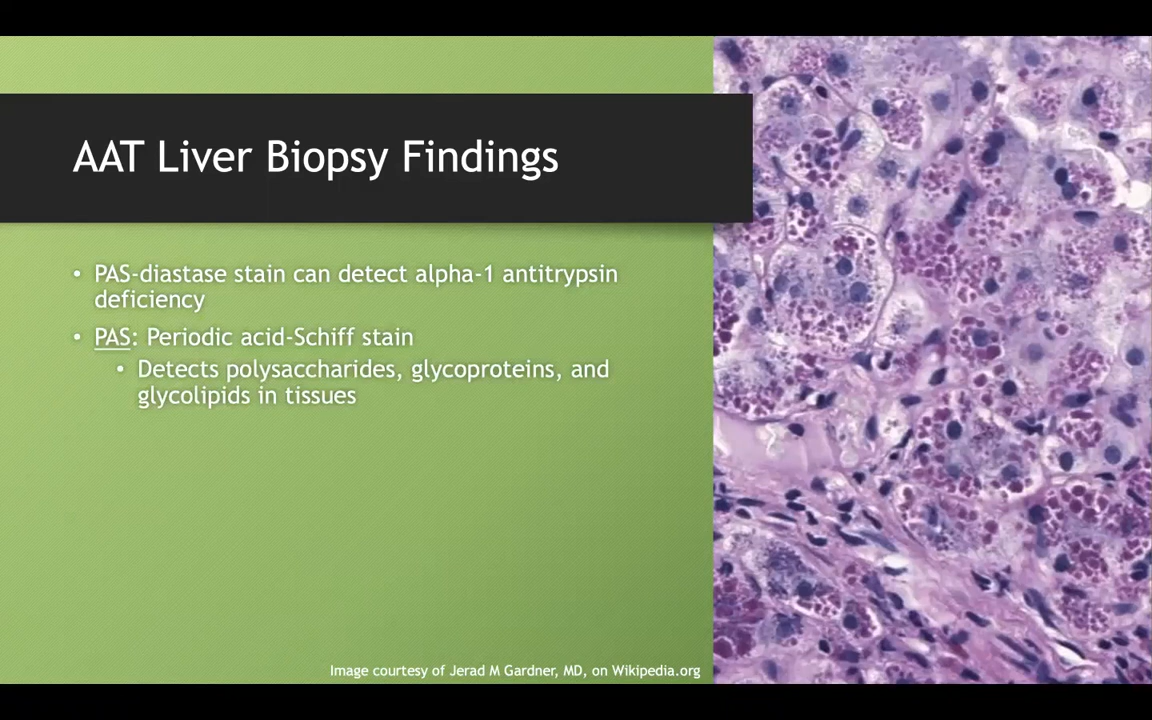 AAT Liver Biopsy Findings
• PAS-diastase stain can detect alpha-1 antitrypsin
deficiency
• PAS: Periodic acid-Schiff stain
• Detects polysaccharides, glycoproteins, and
glycolipids in tissues
Image courtesy of Jerad M Gardner, MD, on Wikipedia.org